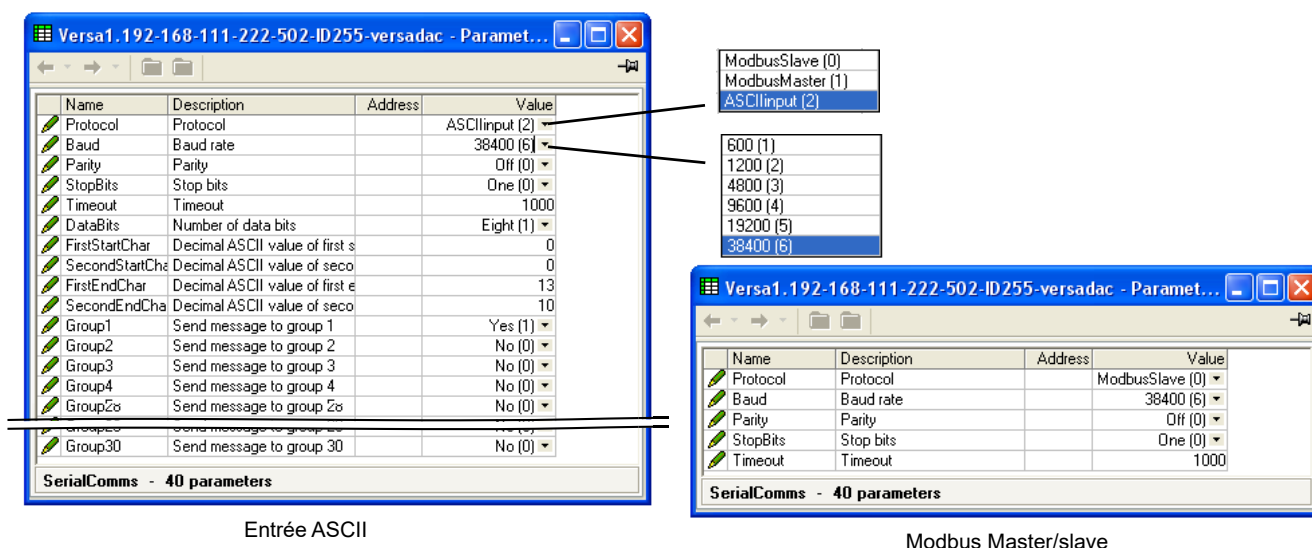 Versa1.192-168-111-222-502-ID255-versadac - Paramet...
Name Description Address Value
Protocol Protocol ASCIIinput (2)
Baud Baud rate 38400 (6)
Parity Parity Off (0)
StopBits Stop bits One (0)
Timeout Timeout 1000
DataBits Number of data bits Eight (1)
FirstStartChar Decimal ASCII value of first s 0
SecondStartCha Decimal ASCII value of seco 0
FirstEndChar Decimal ASCII value of first e 13
SecondEndCha Decimal ASCII value of seco 10
Group1 Send message to group 1 Yes (1)
Group2 Send message to group 2 No (0)
Group3 Send message to group 3 No (0)
Group4 Send message to group 4 No (0)
Send message to group No (0)
Group30 Send message to group 30 No (0)
SerialComms - 40 parameters
Entrée ASCII
ModbusSlave (0)
ModbusMaster (1)
ASCIIinput (2)
600 (1)
1200 (2)
4800 (3)
9600 (4)
19200 (5)
38400 (6)
Versa1.192-168-111-222-502-ID255-versadac - Paramet...
Name Description Address Value
Protocol Protocol ModbusSlave (0)
Baud Baud rate 38400 (6)
Parity Parity Off (0)
StopBits Stop bits One (0)
Timeout Timeout 1000
SerialComms - 40 parameters
Modbus Master/slave